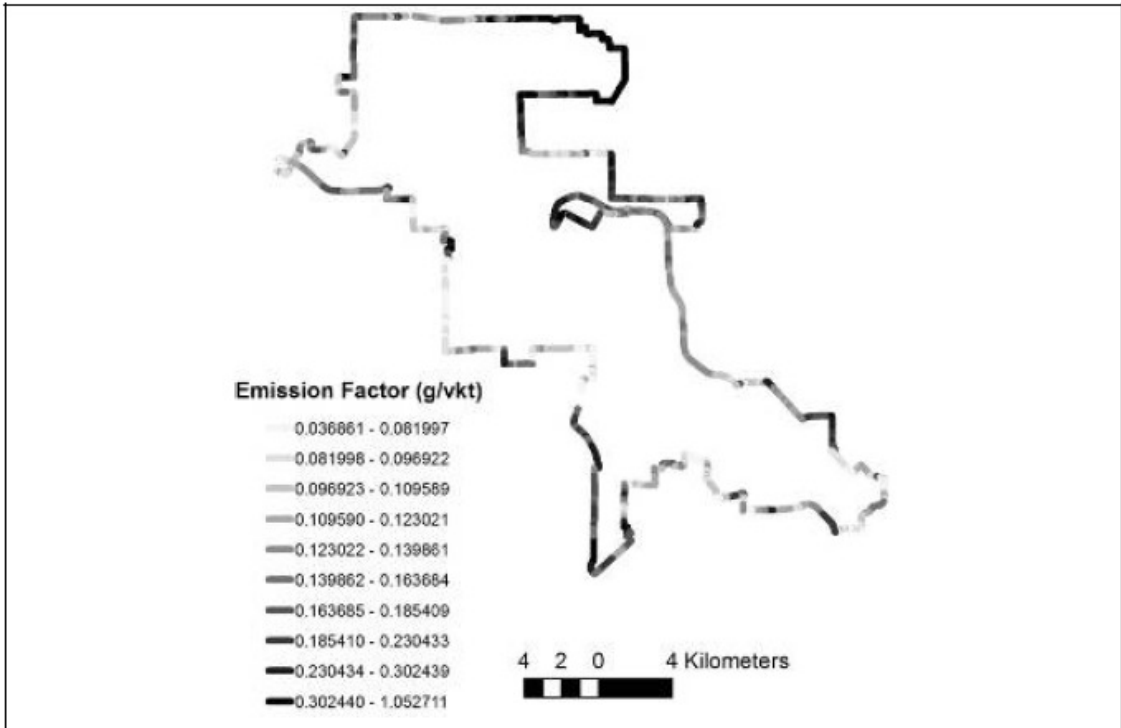 Emission Factor (g/vkt)
0.036861 - 0.081997
0.081998 - 0.096922
0.096923 - 0.109589
0.109590 - 0.123021
0.123022 - 0.139861
0.139862 - 0.163684
0.163685 - 0.185409
0.185410 - 0.230433
0.230434 - 0.302439
0.302440 - 1.052711
4 2 0 4 Kilometers